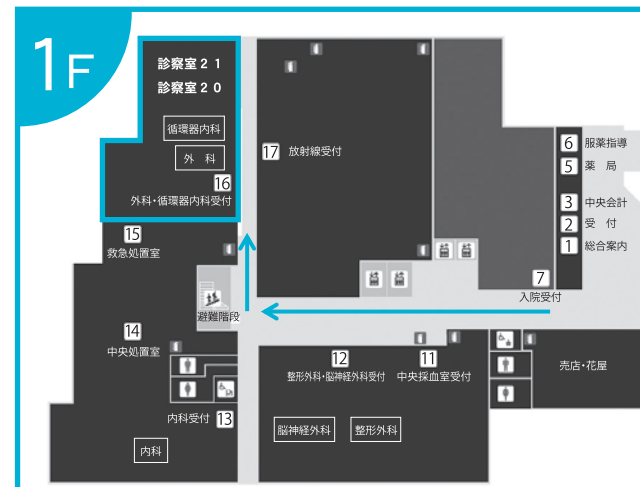 1F
診察室21
診察室20
循環器内科
外 科
16
外科・循環器内科受付
17 放射線受付
6 服薬指導
5 薬 局
3 中央会計
2 受 付
1 総合案内
7
入院受付
15
救急処置室
避難階段
14
中央処置室
12
整形外科・脳神経外科受付
11
中央採血室受付
売店・花屋
内科受付 13
脳神経外科
整形外科
内科